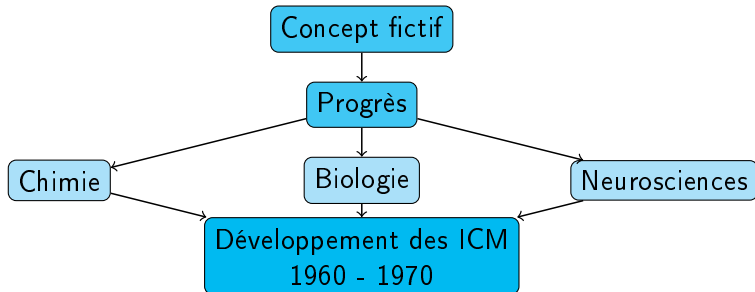 Concept fictif
Progrès
Chimie
Biologie
Neurosciences
Développement des ICM
1960 - 1970